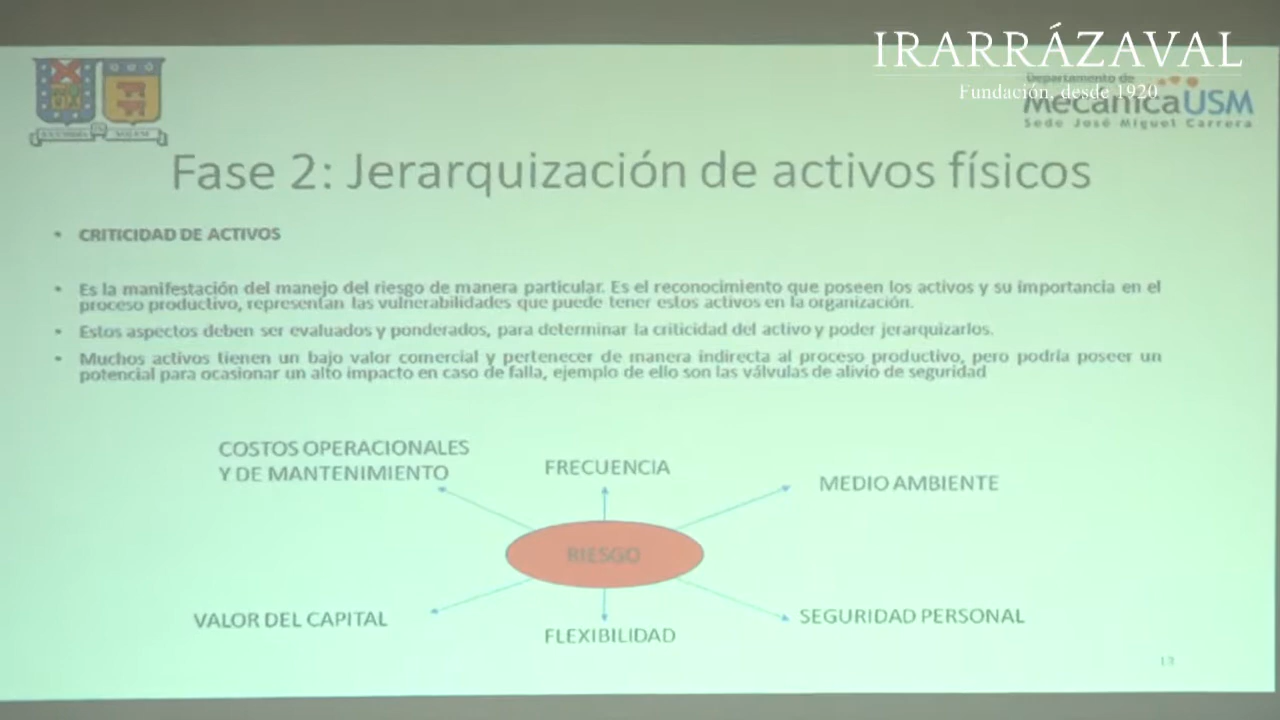 IRARRÁZAVAL
Fundación, desde 1920
Departamento de
MecánicaUSM
Sede José Miguel Carrera
Fase 2: Jerarquización de activos físicos
• CRITICIDAD DE ACTIVOS
• Es la manifestación del manejo del riesgo de manera particular. Es el reconocimiento que poseen los activos y su importancia en el
proceso productivo, representan las vulnerabilidades que puede tener estos activos en la organización.
• Estos aspectos deben ser evaluados y ponderados, para determinar la criticidad del activo y poder jerarquizarlos.
• Muchos activos tienen un bajo valor comercial y pertenecer de manera indirecta al proceso productivo, pero podría poseer un
potencial para ocasionar un alto impacto en caso de falla, ejemplo de ello son las válvulas de alivio de seguridad
COSTOS OPERACIONALES
Y DE MANTENIMIENTO
FRECUENCIA
MEDIO AMBIENTE
RIESGO
VALOR DEL CAPITAL
FLEXIBILIDAD
SEGURIDAD PERSONAL
13